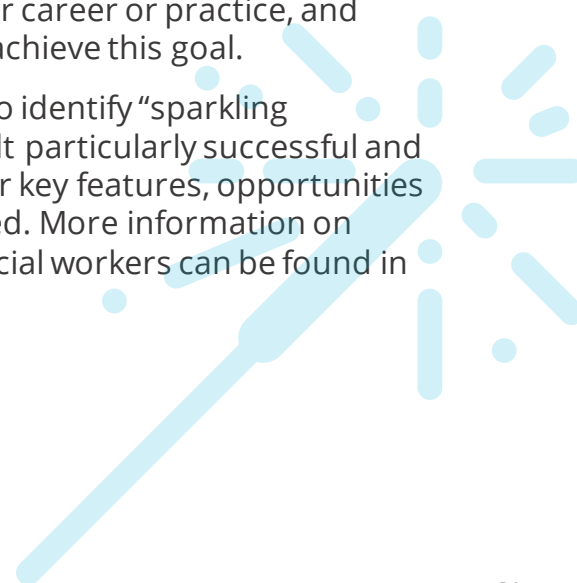 r career or practice, and
achieve this goal.
o identify “sparkling
lt particularly successful and
r key features, opportunities
ed. More information on
cial workers can be found in